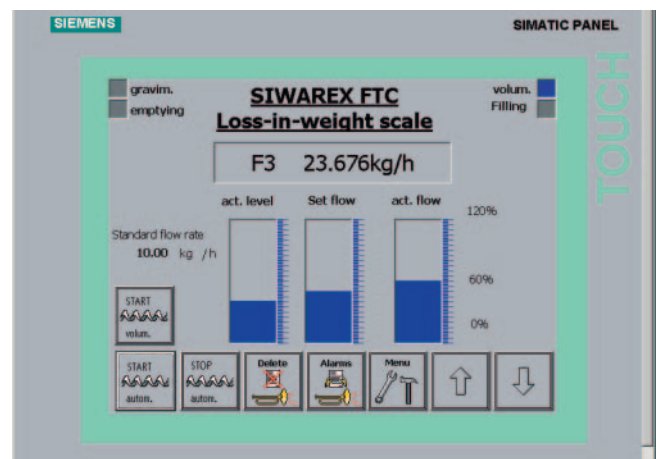 SIEMENS
SIMATIC PANEL
TOUCH
gravim.
emptying
SIWAREX FTC
Loss-in-weight scale
volum.
Filling
F3 23.676kg/h
act. level
Set flow
act. flow
120%
Standard flow rate
10.00 kg /h
60%
0%
START
volum.
START
autom.
STOP
autom.
Delete
Alarms
Menu